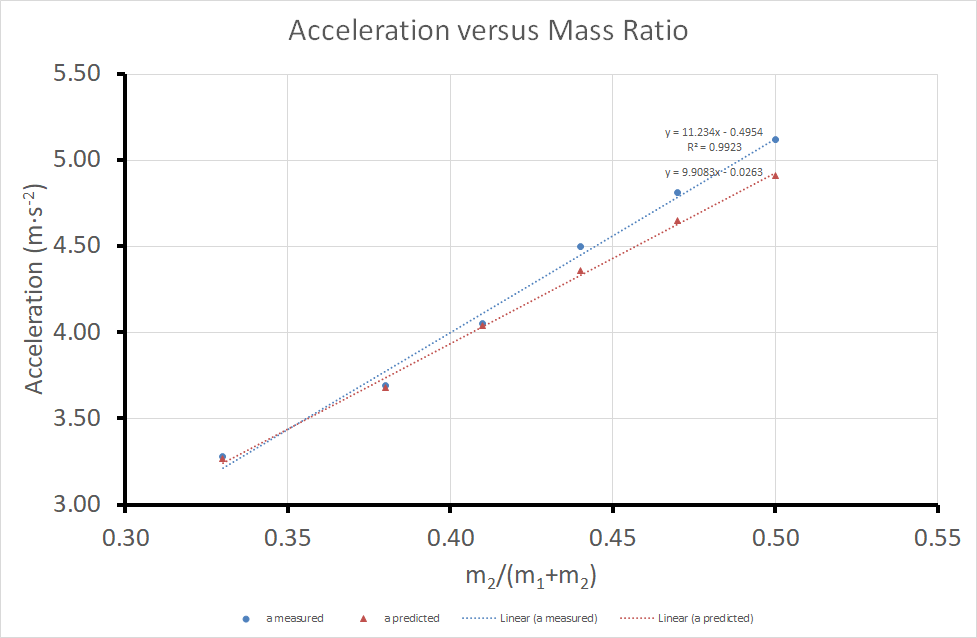 Acceleration versus Mass Ratio
5.50
5.00
4.50
4.00
3.50
3.00
Acceleration (m·s⁻²)
y = 11.234x - 0.4954
R² = 0.9923
y = 9.9083x - 0.0263
0.30 0.35 0.40 0.45 0.50 0.55
m₂/(m₁+m₂)
a measured a predicted Linear (a measured) Linear (a predicted)